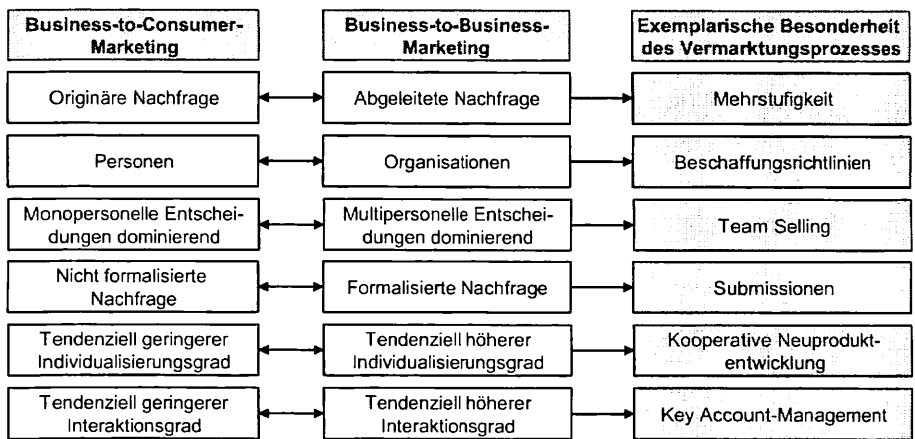 Business-to-Consumer-
Marketing
Business-to-Business-
Marketing
Exemplarische Besonderheit
des Vermarktungsprozesses
Originäre Nachfrage
Abgeleitete Nachfrage
Mehrstufigkeit
Personen
Organisationen
Beschaffungsrichtlinien
Monopersonelle Entschei-
dungen dominierend
Multipersonelle Entschei-
dungen dominierend
Team Selling
Nicht formalisierte
Nachfrage
Formalisierte Nachfrage
Submissionen
Tendenziell geringerer
Individualisierungsgrad
Tendenziell höherer
Individualisierungsgrad
Kooperative Neuprodukt-
entwicklung
Tendenziell geringerer
Interaktionsgrad
Tendenziell höherer
Interaktionsgrad
Key Account-Management